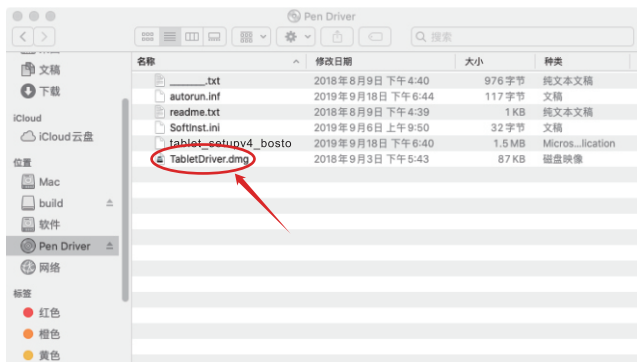 Pen Driver
搜索
名称 修改日期 大小 种类
文稿
下载
iCloud
iCloud云盘
位置
Mac
build
软件
Pen Driver
网络
标签
红色
橙色
黄色
_______.txt 2018年8月9日 下午4:40 976字节 纯文本文稿
autorun.inf 2019年9月18日 下午6:44 117字节 文稿
readme.txt 2018年8月9日 下午4:39 1 KB 纯文本文稿
SoftInst.ini 2019年9月6日 上午9:50 32字节 文稿
tablet_setupv4_bosto 2019年9月18日 下午6:40 1.5 MB Micros...lication
TabletDriver.dmg 2018年9月3日 下午5:43 87 KB 磁盘映像